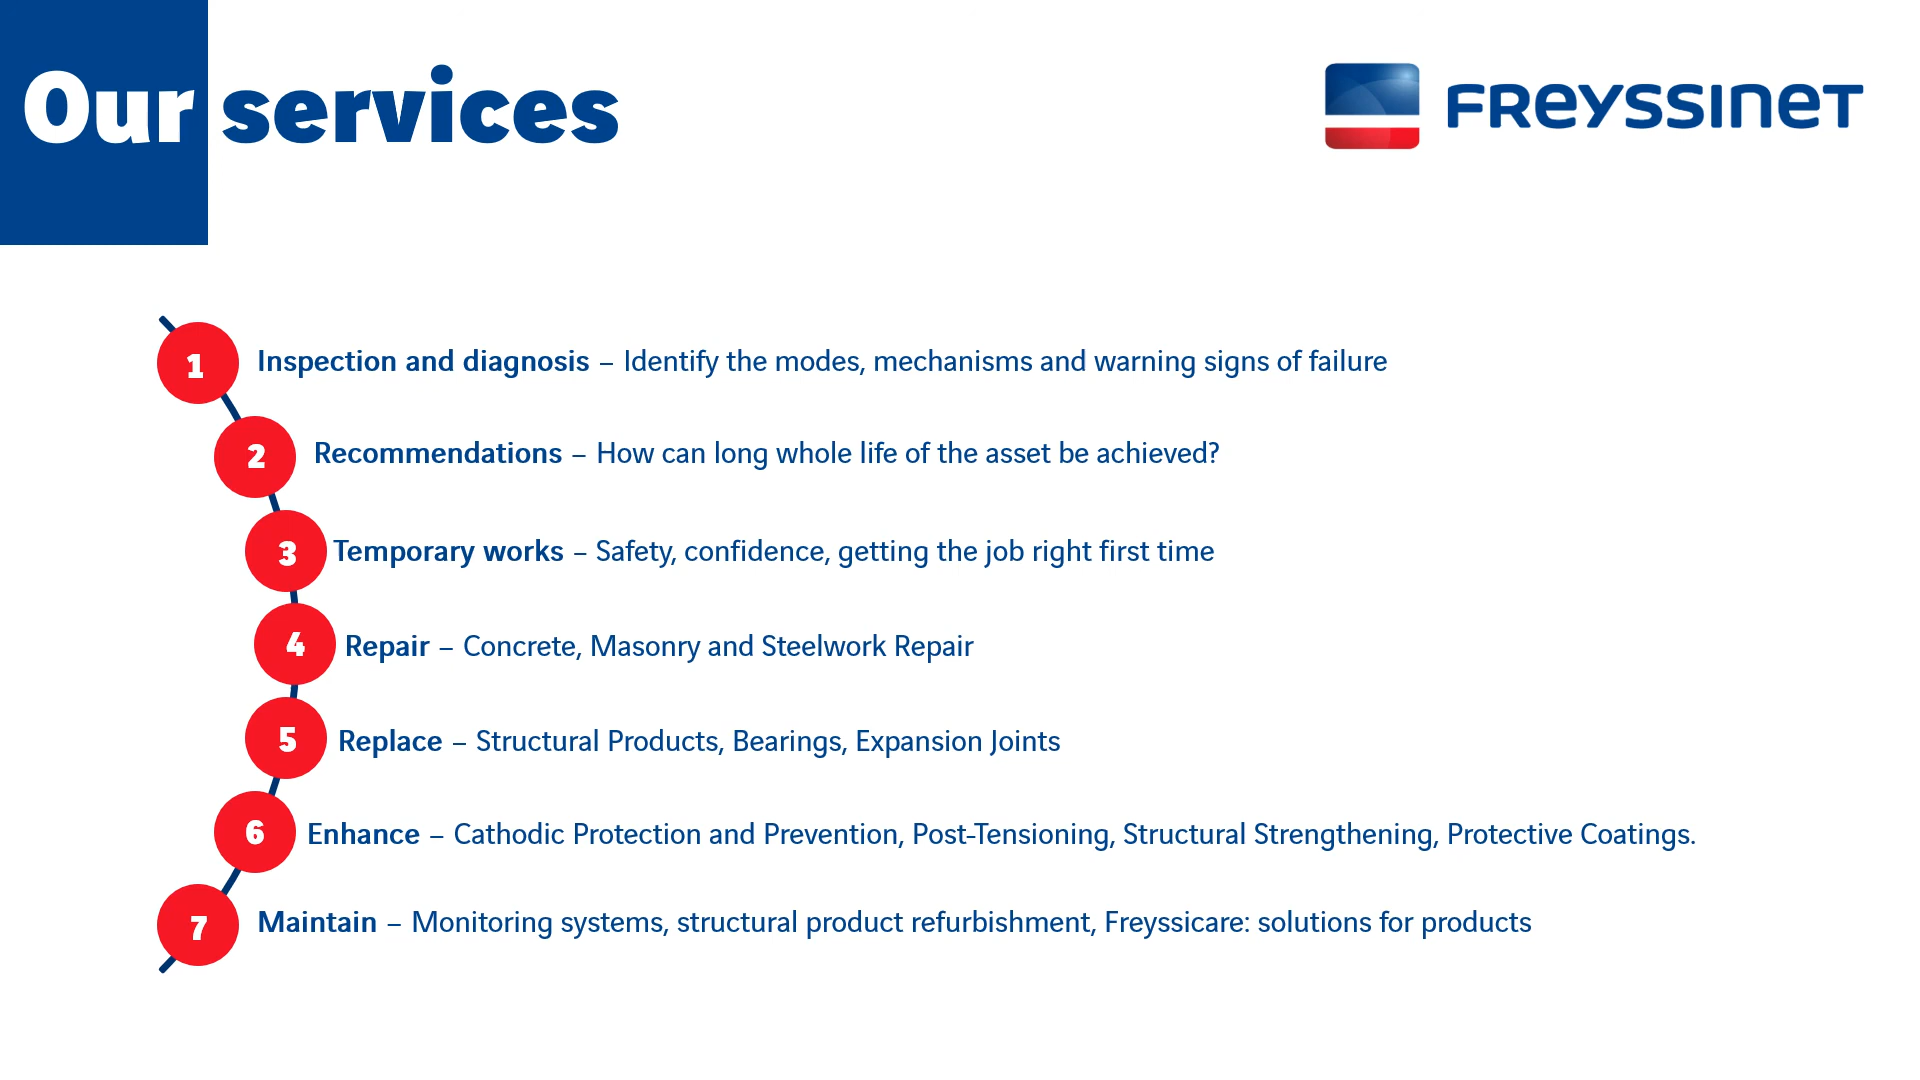 Our services
FREYSSINET
1 Inspection and diagnosis – Identify the modes, mechanisms and warning signs of failure
2 Recommendations – How can long whole life of the asset be achieved?
3 Temporary works – Safety, confidence, getting the job right first time
4 Repair – Concrete, Masonry and Steelwork Repair
5 Replace – Structural Products, Bearings, Expansion Joints
6 Enhance – Cathodic Protection and Prevention, Post-Tensioning, Structural Strengthening, Protective Coatings.
7 Maintain – Monitoring systems, structural product refurbishment, Freyssicare: solutions for products